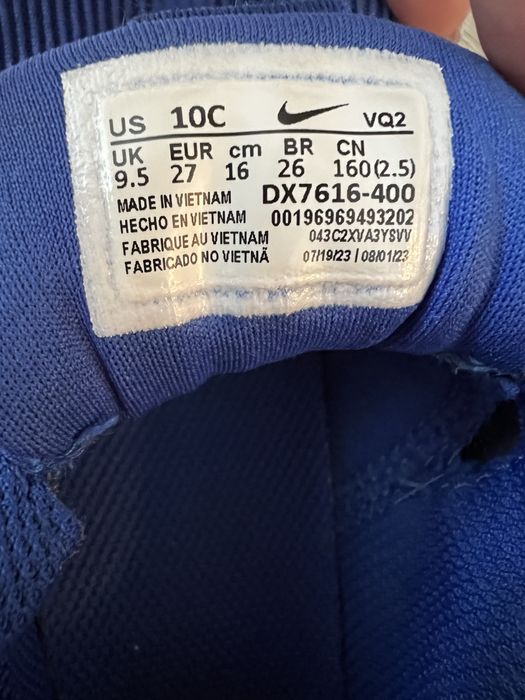 US 10C VQ2
UK EUR cm BR CN
9.5 27 16 26 160(2.5)
MADE IN VIETNAM DX7616-400
HECHO EN VIETNAM 00196969493202
FABRIQUE AU VIETNAM 043C2XVA3YSVV
FABRICADO NO VIETNÃ 07/19/23 | 08/01/23